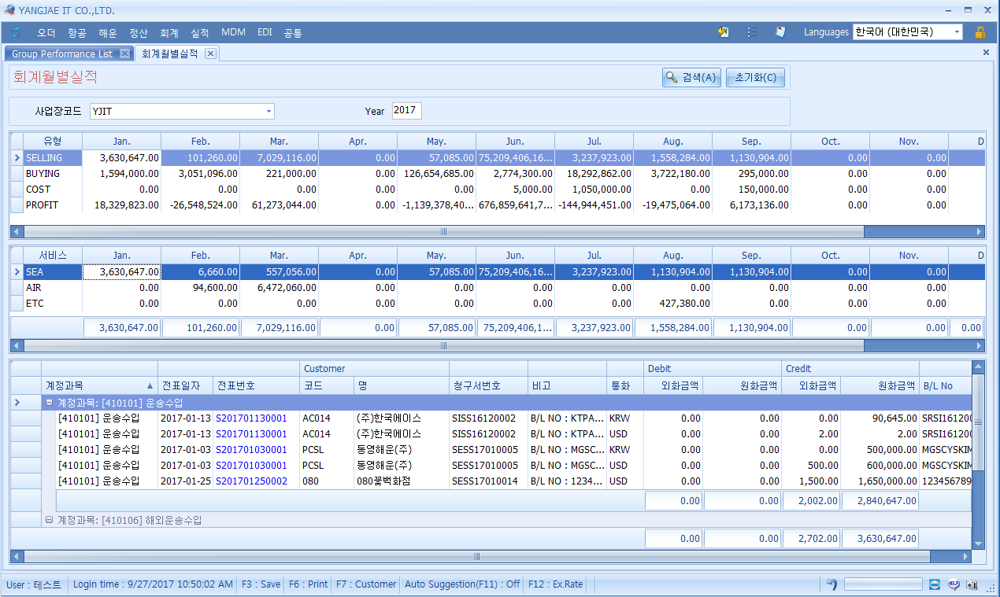 YANGJAE IT CO.,LTD.
오더 항공 해운 정산 회계 실적 MDM EDI 공통 Languages 한국어 (대한민국)
Group Performance List 회계월별실적
회계월별실적 검색(A) 초기화(C)
사업장코드 YJIT Year 2017
유형 Jan. Feb. Mar. Apr. May. Jun. Jul. Aug. Sep. Oct. Nov. D
SELLING 3,630,647.00 101,260.00 7,029,116.00 0.00 57,085.00 75,209,406,16... 3,237,923.00 1,558,284.00 1,130,904.00 0.00 0.00
BUYING 1,594,000.00 3,051,096.00 221,000.00 0.00 126,654,685.00 2,774,300.00 18,292,862.00 3,722,180.00 295,000.00 0.00 0.00
COST 0.00 0.00 0.00 0.00 0.00 5,000.00 1,050,000.00 0.00 150,000.00 0.00 0.00
PROFIT 18,329,823.00 -26,548,524.00 61,273,044.00 0.00 -1,139,378,40... 676,859,641,7... -144,944,451.00 -19,475,064.00 6,173,136.00 0.00 0.00
서비스 Jan. Feb. Mar. Apr. May. Jun. Jul. Aug. Sep. Oct. Nov. D
SEA 3,630,647.00 6,660.00 557,056.00 0.00 57,085.00 75,209,406,16... 3,237,923.00 1,130,904.00 1,130,904.00 0.00 0.00
AIR 0.00 94,600.00 6,472,060.00 0.00 0.00 0.00 0.00 0.00 0.00 0.00 0.00
ETC 0.00 0.00 0.00 0.00 0.00 0.00 0.00 427,380.00 0.00 0.00 0.00
3,630,647.00 101,260.00 7,029,116.00 0.00 57,085.00 75,209,406,1... 3,237,923.00 1,558,284.00 1,130,904.00 0.00 0.00 0.00
Customer Debit Credit
계정과목 전표일자 전표번호 코드 명 청구서번호 비고 통화 외화금액 원화금액 외화금액 원화금액 B/L No
계정과목: [410101] 운송수입
[410101] 운송수입 2017-01-13 S201701130001 AC014 (주)한국에이스 SISS16120002 B/L NO : KTPA... KRW 0.00 0.00 0.00 90,645.00 SRSI161200
[410101] 운송수입 2017-01-13 S201701130001 AC014 (주)한국에이스 SISS16120002 B/L NO : KTPA... USD 0.00 0.00 2.00 2.00 SRSI161200
[410101] 운송수입 2017-01-03 S201701030001 PCSL 동영해운(주) SESS17010005 B/L NO : MGSC... KRW 0.00 0.00 0.00 500,000.00 MGSCYSKIM
[410101] 운송수입 2017-01-03 S201701030001 PCSL 동영해운(주) SESS17010005 B/L NO : MGSC... USD 0.00 0.00 500.00 600,000.00 MGSCYSKIM
[410101] 운송수입 2017-01-25 S201701250002 080 080꽃백화점 SESS17010014 B/L NO : 1234... USD 0.00 0.00 1,500.00 1,650,000.00 123456789
0.00 0.00 2,002.00 2,840,647.00
계정과목: [410106] 해외운송수입
0.00 0.00 2,702.00 3,630,647.00
User : 테스트 Login time : 9/27/2017 10:50:02 AM F3 : Save F6 : Print F7 : Customer Auto Suggestion(F11) : Off F12 : Ex.Rate HELP